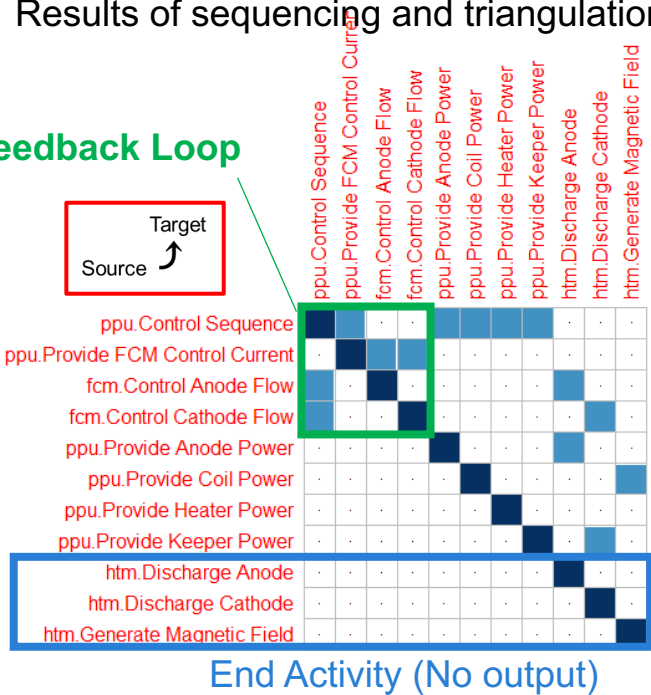 Results of sequencing and triangulation
eedback Loop
Target
Source
ppu.Control Sequence
ppu.Provide FCM Control Curren
fcm.Control Anode Flow
fcm.Control Cathode Flow
ppu.Provide Anode Power
ppu.Provide Coil Power
ppu.Provide Heater Power
ppu.Provide Keeper Power
htm.Discharge Anode
htm.Discharge Cathode
htm.Generate Magnetic Field
ppu.Control Sequence
ppu.Provide FCM Control Current
fcm.Control Anode Flow
fcm.Control Cathode Flow
ppu.Provide Anode Power
ppu.Provide Coil Power
ppu.Provide Heater Power
ppu.Provide Keeper Power
htm.Discharge Anode
htm.Discharge Cathode
htm.Generate Magnetic Field
End Activity (No output)